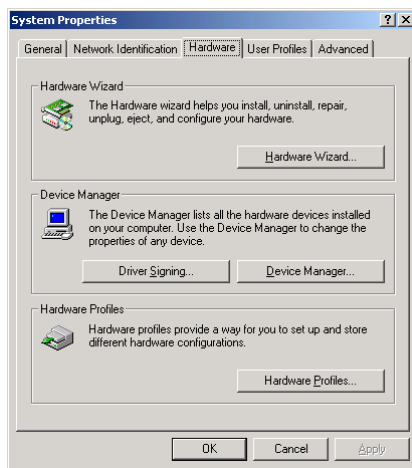 System Properties
General Network Identification Hardware User Profiles Advanced
Hardware Wizard
The Hardware wizard helps you install, uninstall, repair,
unplug, eject, and configure your hardware.
Hardware Wizard...
Device Manager
The Device Manager lists all the hardware devices installed
on your computer. Use the Device Manager to change the
properties of any device.
Driver Signing... Device Manager...
Hardware Profiles
Hardware profiles provide a way for you to set up and store
different hardware configurations.
Hardware Profiles...
OK Cancel Apply